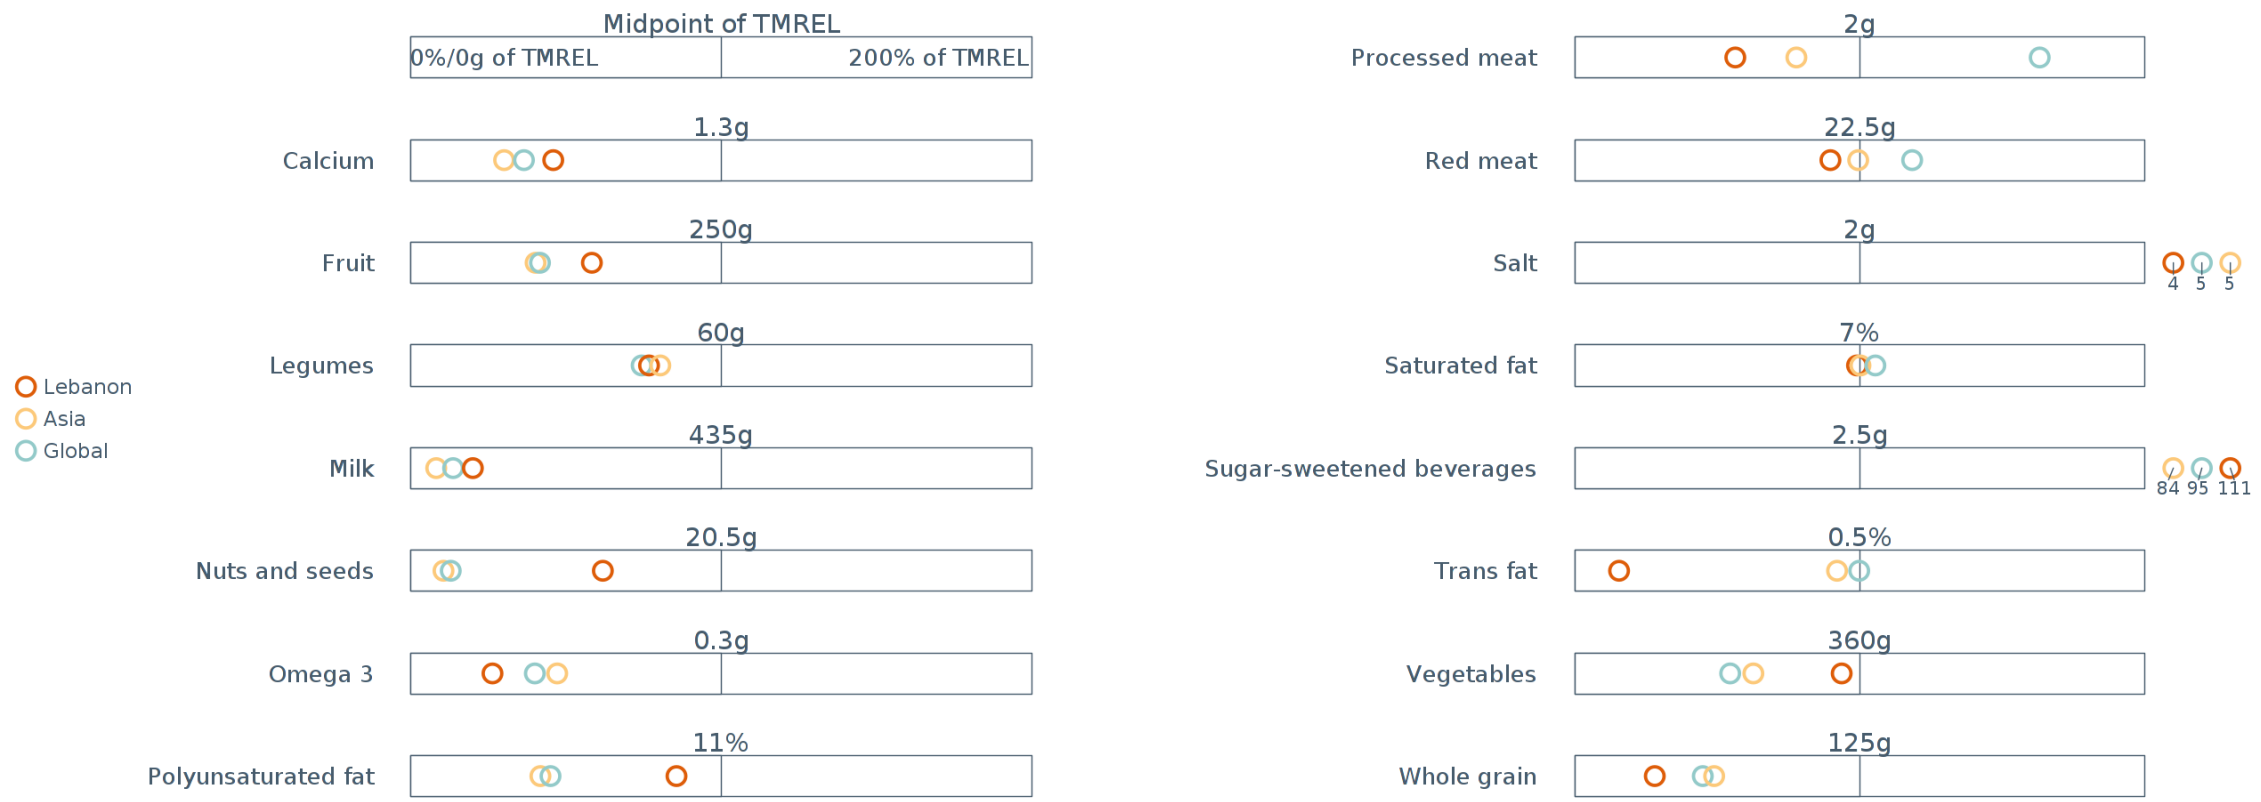 Midpoint of TMREL
0%/0g of TMREL 200% of TMREL
1.3g
Calcium
250g
Fruit
60g
Legumes
435g
Milk
20.5g
Nuts and seeds
0.3g
Omega 3
11%
Polyunsaturated fat
Lebanon
Asia
Global
2g
Processed meat
22.5g
Red meat
2g
Salt
4 5 5
7%
Saturated fat
2.5g
Sugar-sweetened beverages
84 95 111
0.5%
Trans fat
360g
Vegetables
125g
Whole grain